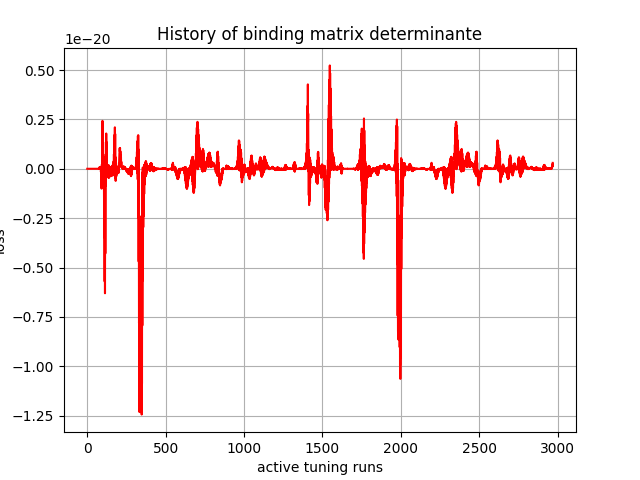 History of binding matrix determinante
1e−20
0.50
0.25
0.00
−0.25
−0.50
−0.75
−1.00
−1.25
loss
0 500 1000 1500 2000 2500 3000
active tuning runs